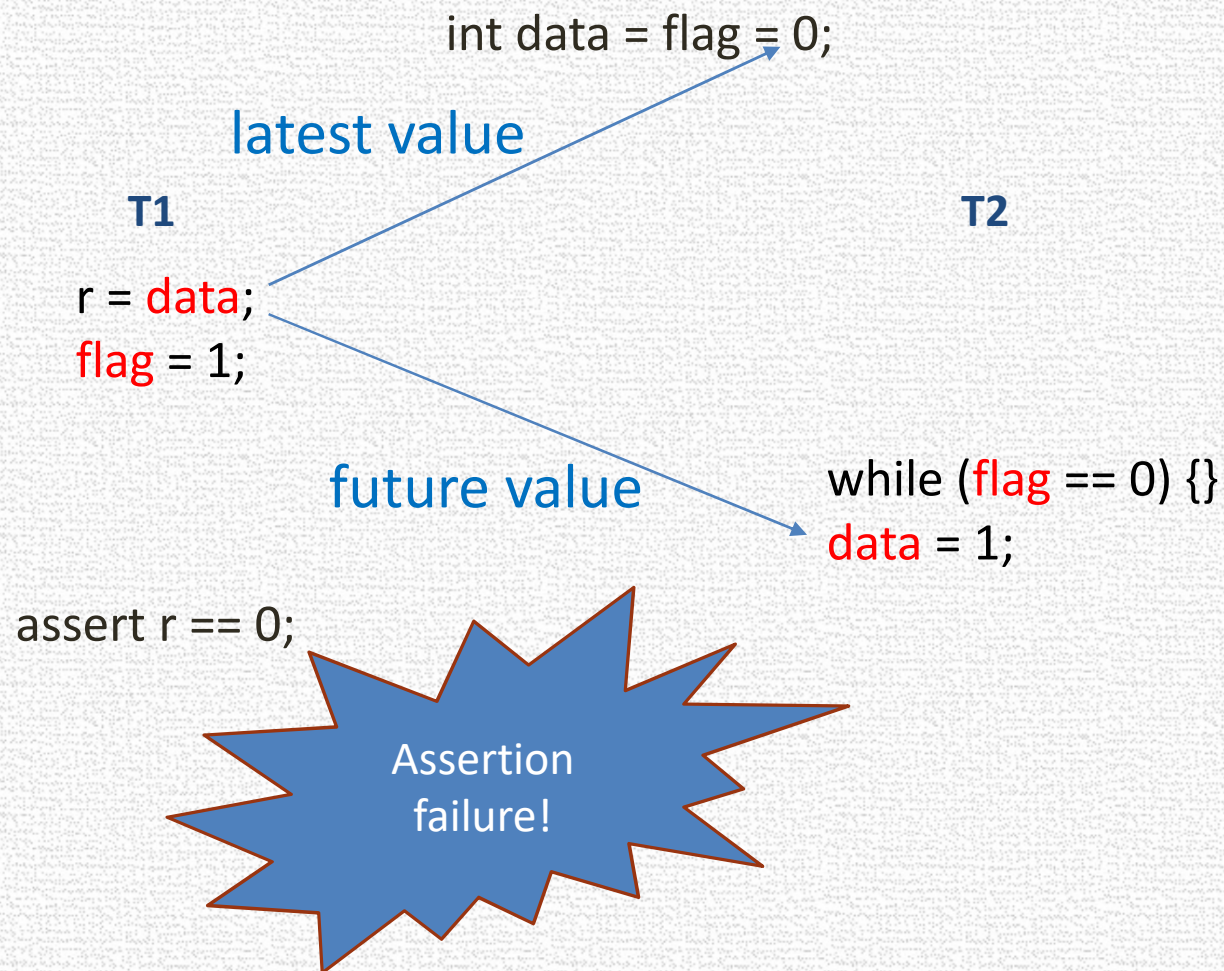 int data = flag = 0;
latest value
T1
T2
r = data;
flag = 1;
future value
while (flag == 0) {}
data = 1;
assert r == 0;
Assertion
failure!